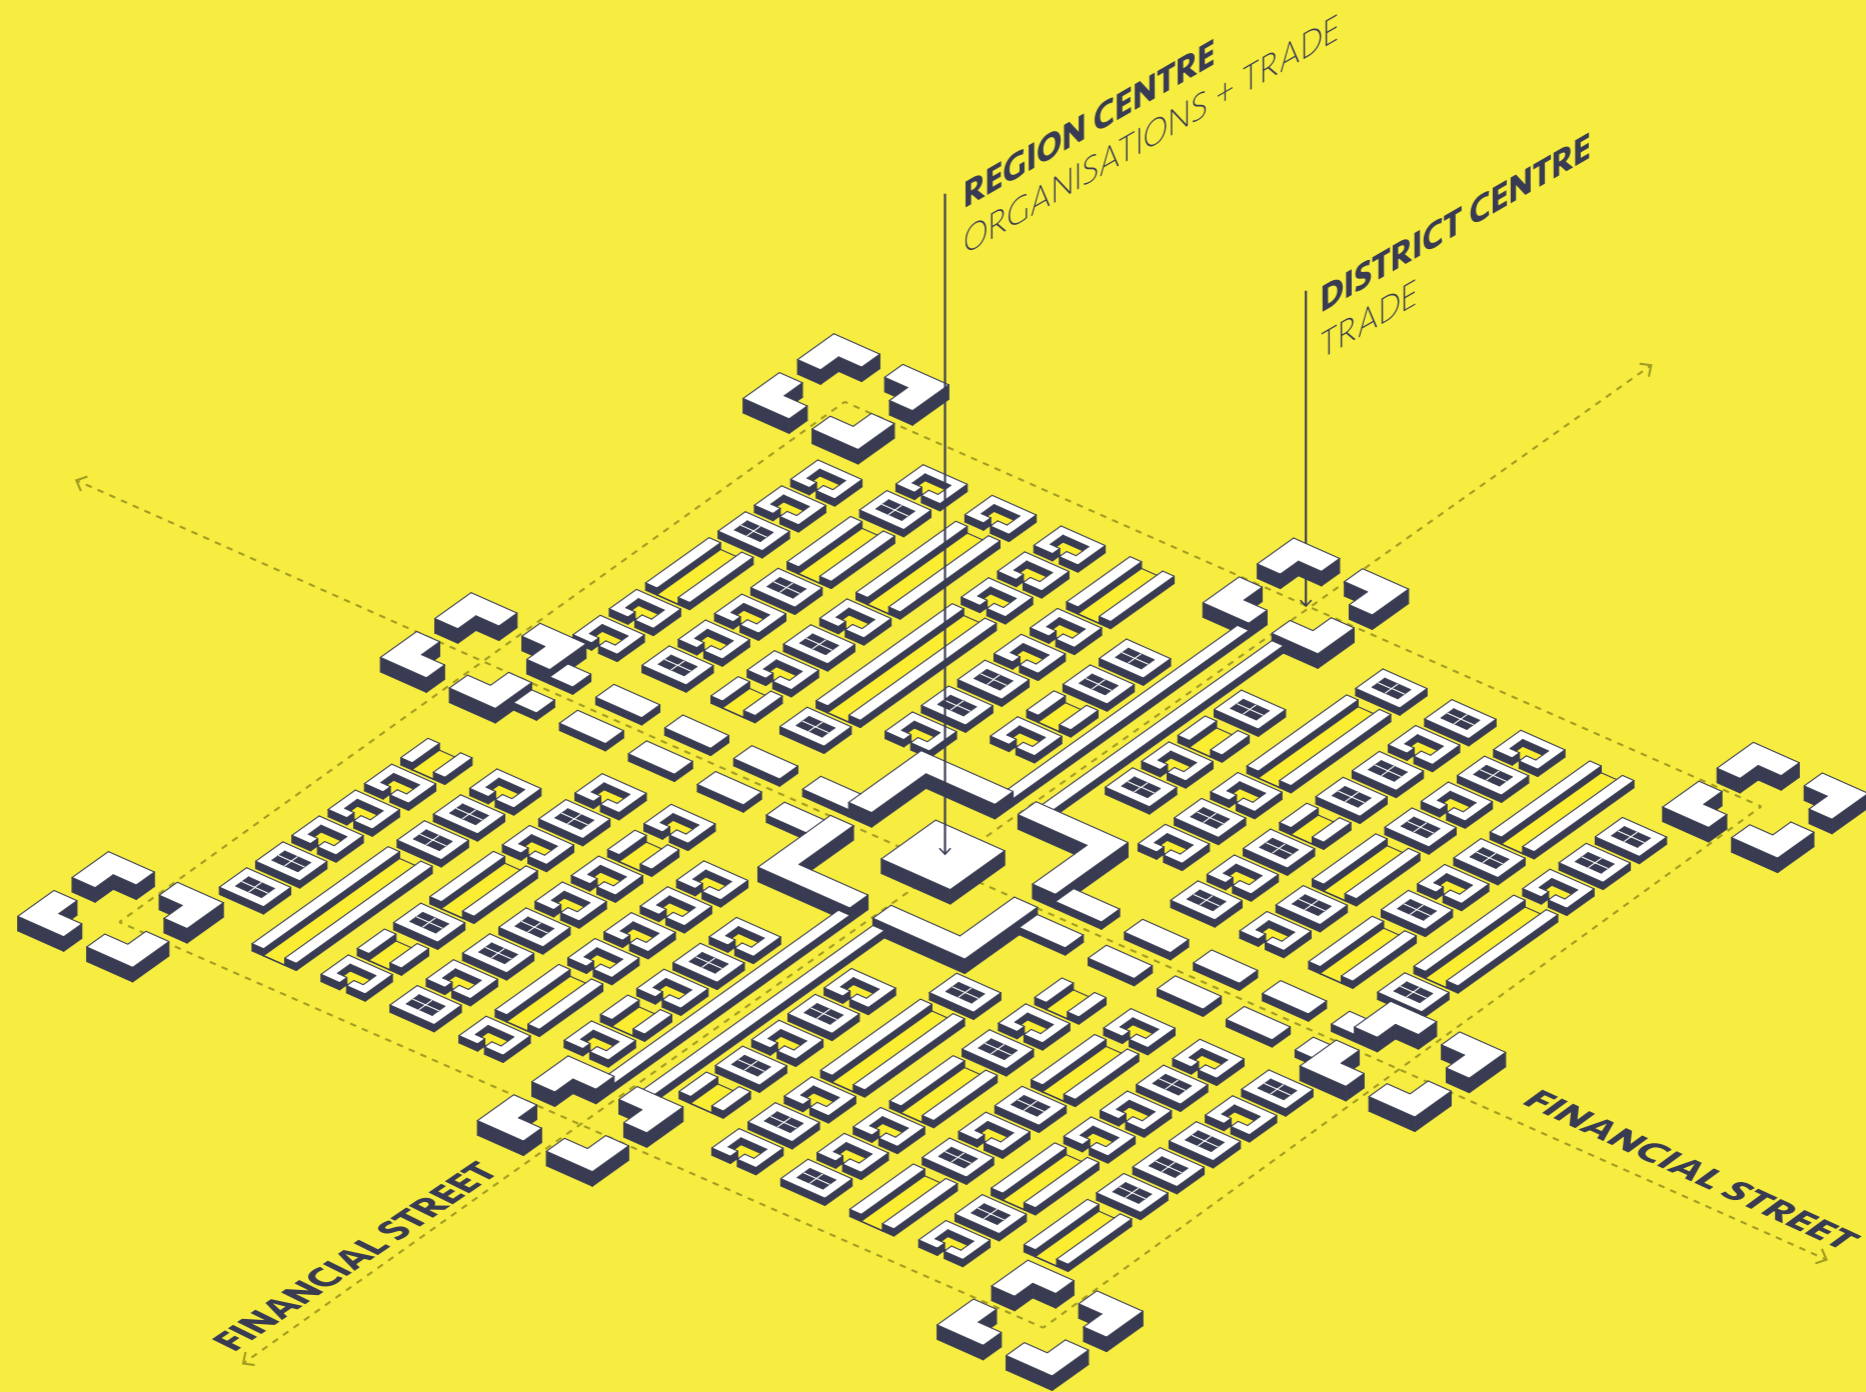 REGION CENTRE
ORGANISATIONS + TRADE
DISTRICT CENTRE
TRADE
FINANCIAL STREET
FINANCIAL STREET